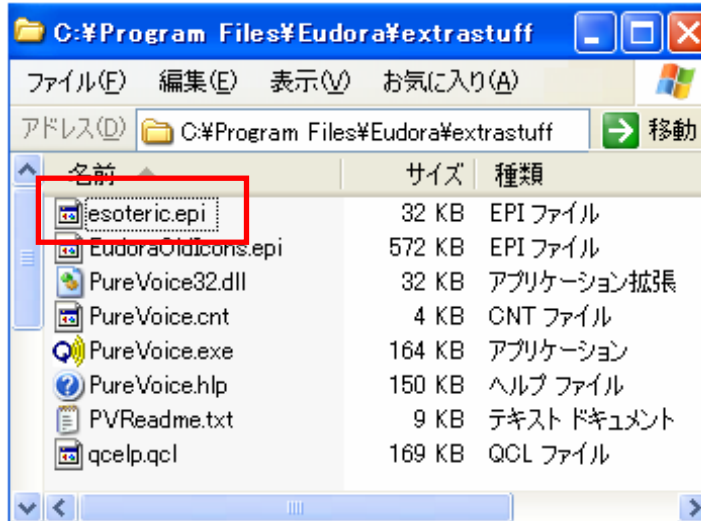 C:¥Program Files¥Eudora¥extrastuff
ファイル(F) 編集(E) 表示(V) お気に入り(A)
アドレス(D) C:¥Program Files¥Eudora¥extrastuff 移動
名前 サイズ 種類
esoteric.epi 32 KB EPI ファイル
EudoraOldIcons.epi 572 KB EPI ファイル
PureVoice32.dll 32 KB アプリケーション拡張
PureVoice.cnt 4 KB CNT ファイル
PureVoice.exe 164 KB アプリケーション
PureVoice.hlp 150 KB ヘルプ ファイル
PVReadme.txt 9 KB テキスト ドキュメント
qcelp.qcl 169 KB QCL ファイル